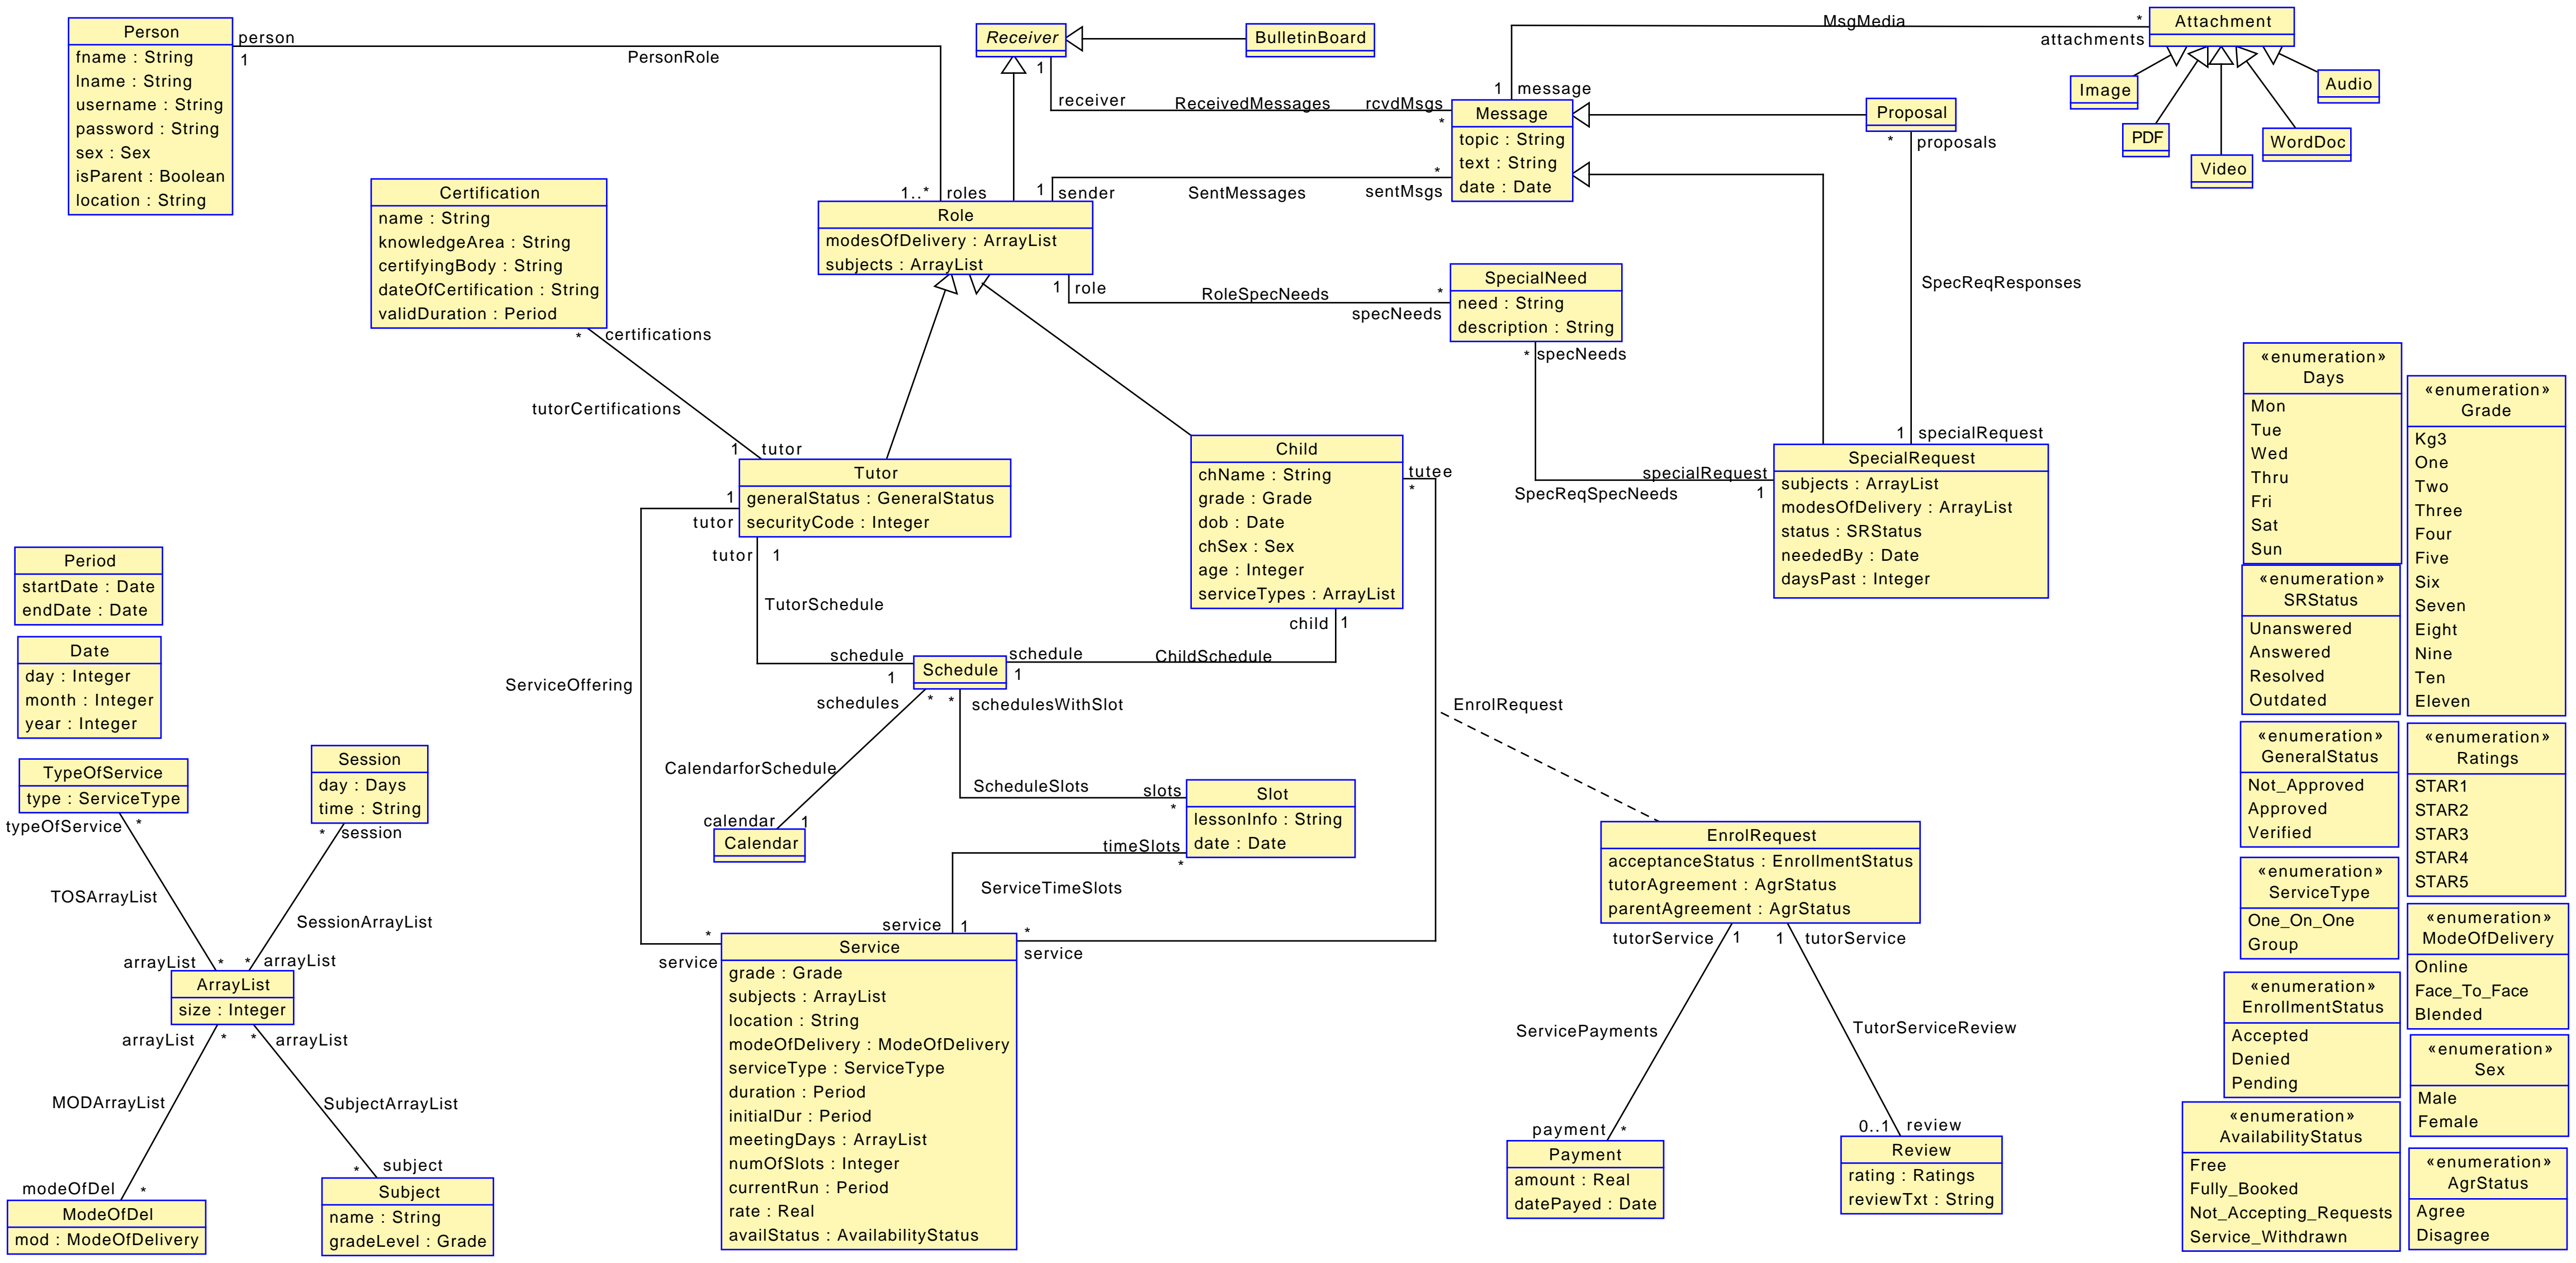 Person
fname : String
lname : String
username : String
password : String
sex : Sex
isParent : Boolean
location : String
person
1
PersonRole
1..* roles
Receiver
1
BulletinBoard
receiver
ReceivedMessages
rcvdMsgs
*
MsgMedia
*
attachments
Attachment
Image
PDF
Video
WordDoc
Audio
1 message
Message
topic : String
text : String
date : Date
Proposal
* proposals
SpecReqResponses
1 specialRequest
1 sender
SentMessages
*
sentMsgs
Certification
name : String
knowledgeArea : String
certifyingBody : String
dateOfCertification : String
validDuration : Period
* certifications
tutorCertifications
1 tutor
Role
modesOfDelivery : ArrayList
subjects : ArrayList
1 role
RoleSpecNeeds
*
specNeeds
SpecialNeed
need : String
description : String
* specNeeds
specialRequest
SpecReqSpecNeeds
1
SpecialRequest
subjects : ArrayList
modesOfDelivery : ArrayList
status : SRStatus
neededBy : Date
daysPast : Integer
Tutor
generalStatus : GeneralStatus
securityCode : Integer
1
tutor
tutor 1
TutorSchedule
ServiceOffering
Child
chName : String
grade : Grade
dob : Date
chSex : Sex
age : Integer
serviceTypes : ArrayList
tutee
*
child 1
schedule
1
Schedule
schedule
1
ChildSchedule
schedules *
* schedulesWithSlot
CalendarforSchedule
calendar 1
Calendar
ScheduleSlots
slots
*
Slot
lessonInfo : String
date : Date
timeSlots
*
ServiceTimeSlots
service 1
EnrolRequest
EnrolRequest
acceptanceStatus : EnrollmentStatus
tutorAgreement : AgrStatus
parentAgreement : AgrStatus
tutorService 1
1 tutorService
ServicePayments
TutorServiceReview
payment *
0..1 review
Payment
amount : Real
datePayed : Date
Review
rating : Ratings
reviewTxt : String
*
service
*
service
Service
grade : Grade
subjects : ArrayList
location : String
modeOfDelivery : ModeOfDelivery
serviceType : ServiceType
duration : Period
initialDur : Period
meetingDays : ArrayList
numOfSlots : Integer
currentRun : Period
rate : Real
availStatus : AvailabilityStatus
Period
startDate : Date
endDate : Date
Date
day : Integer
month : Integer
year : Integer
TypeOfService
type : ServiceType
typeOfService *
TOSArrayList
Session
day : Days
time : String
* session
SessionArrayList
arrayList *
* arrayList
ArrayList
size : Integer
arrayList *
* arrayList
MODArrayList
SubjectArrayList
modeOfDel *
ModeOfDel
mod : ModeOfDelivery
* subject
Subject
name : String
gradeLevel : Grade
«enumeration»
Days
Mon
Tue
Wed
Thru
Fri
Sat
Sun
«enumeration»
SRStatus
Unanswered
Answered
Resolved
Outdated
«enumeration»
GeneralStatus
Not_Approved
Approved
Verified
«enumeration»
ServiceType
One_On_One
Group
«enumeration»
EnrollmentStatus
Accepted
Denied
Pending
«enumeration»
AvailabilityStatus
Free
Fully_Booked
Not_Accepting_Requests
Service_Withdrawn
«enumeration»
Grade
Kg3
One
Two
Three
Four
Five
Six
Seven
Eight
Nine
Ten
Eleven
«enumeration»
Ratings
STAR1
STAR2
STAR3
STAR4
STAR5
«enumeration»
ModeOfDelivery
Online
Face_To_Face
Blended
«enumeration»
Sex
Male
Female
«enumeration»
AgrStatus
Agree
Disagree